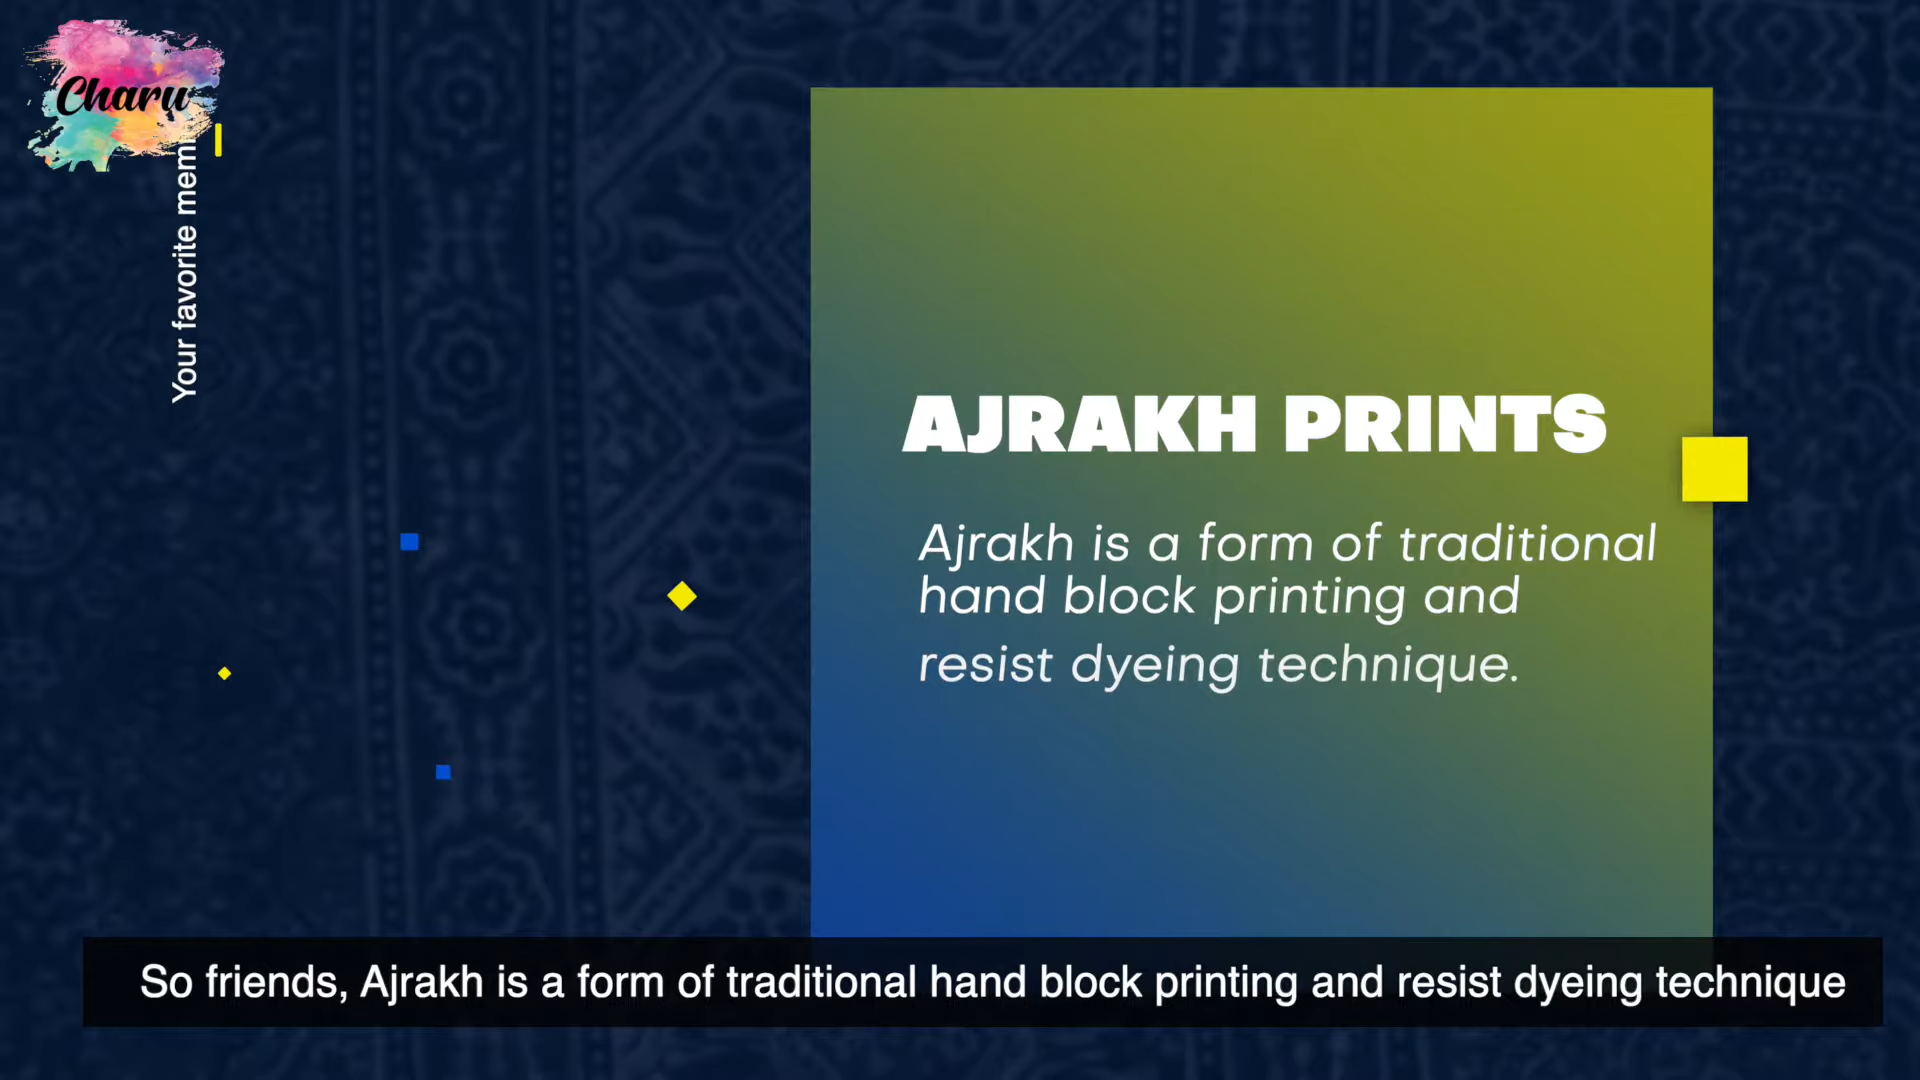 Charu
Your favorite
AJRAKH PRINTS
Ajrakh is a form of traditional
hand block printing and
resist dyeing technique.
So friends, Ajrakh is a form of traditional hand block printing and resist dyeing technique